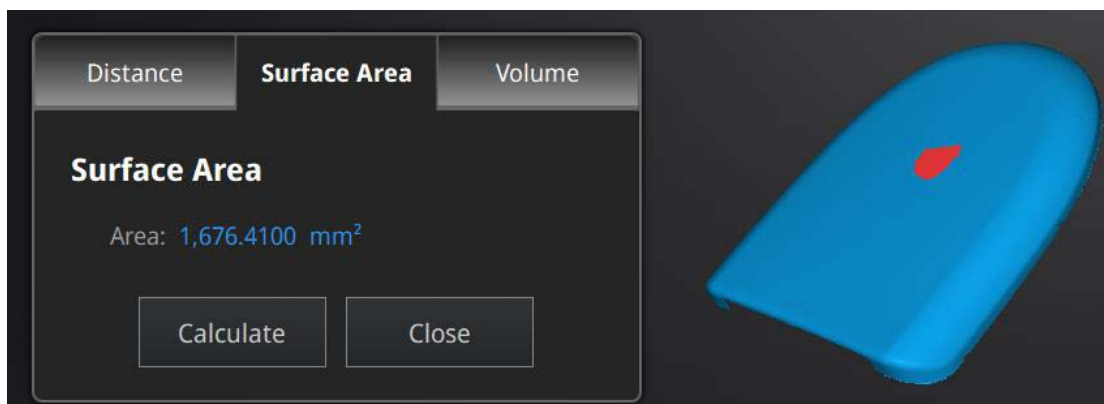 Distance Surface Area Volume
Surface Area
Area: 1,676.4100 mm²
Calculate Close